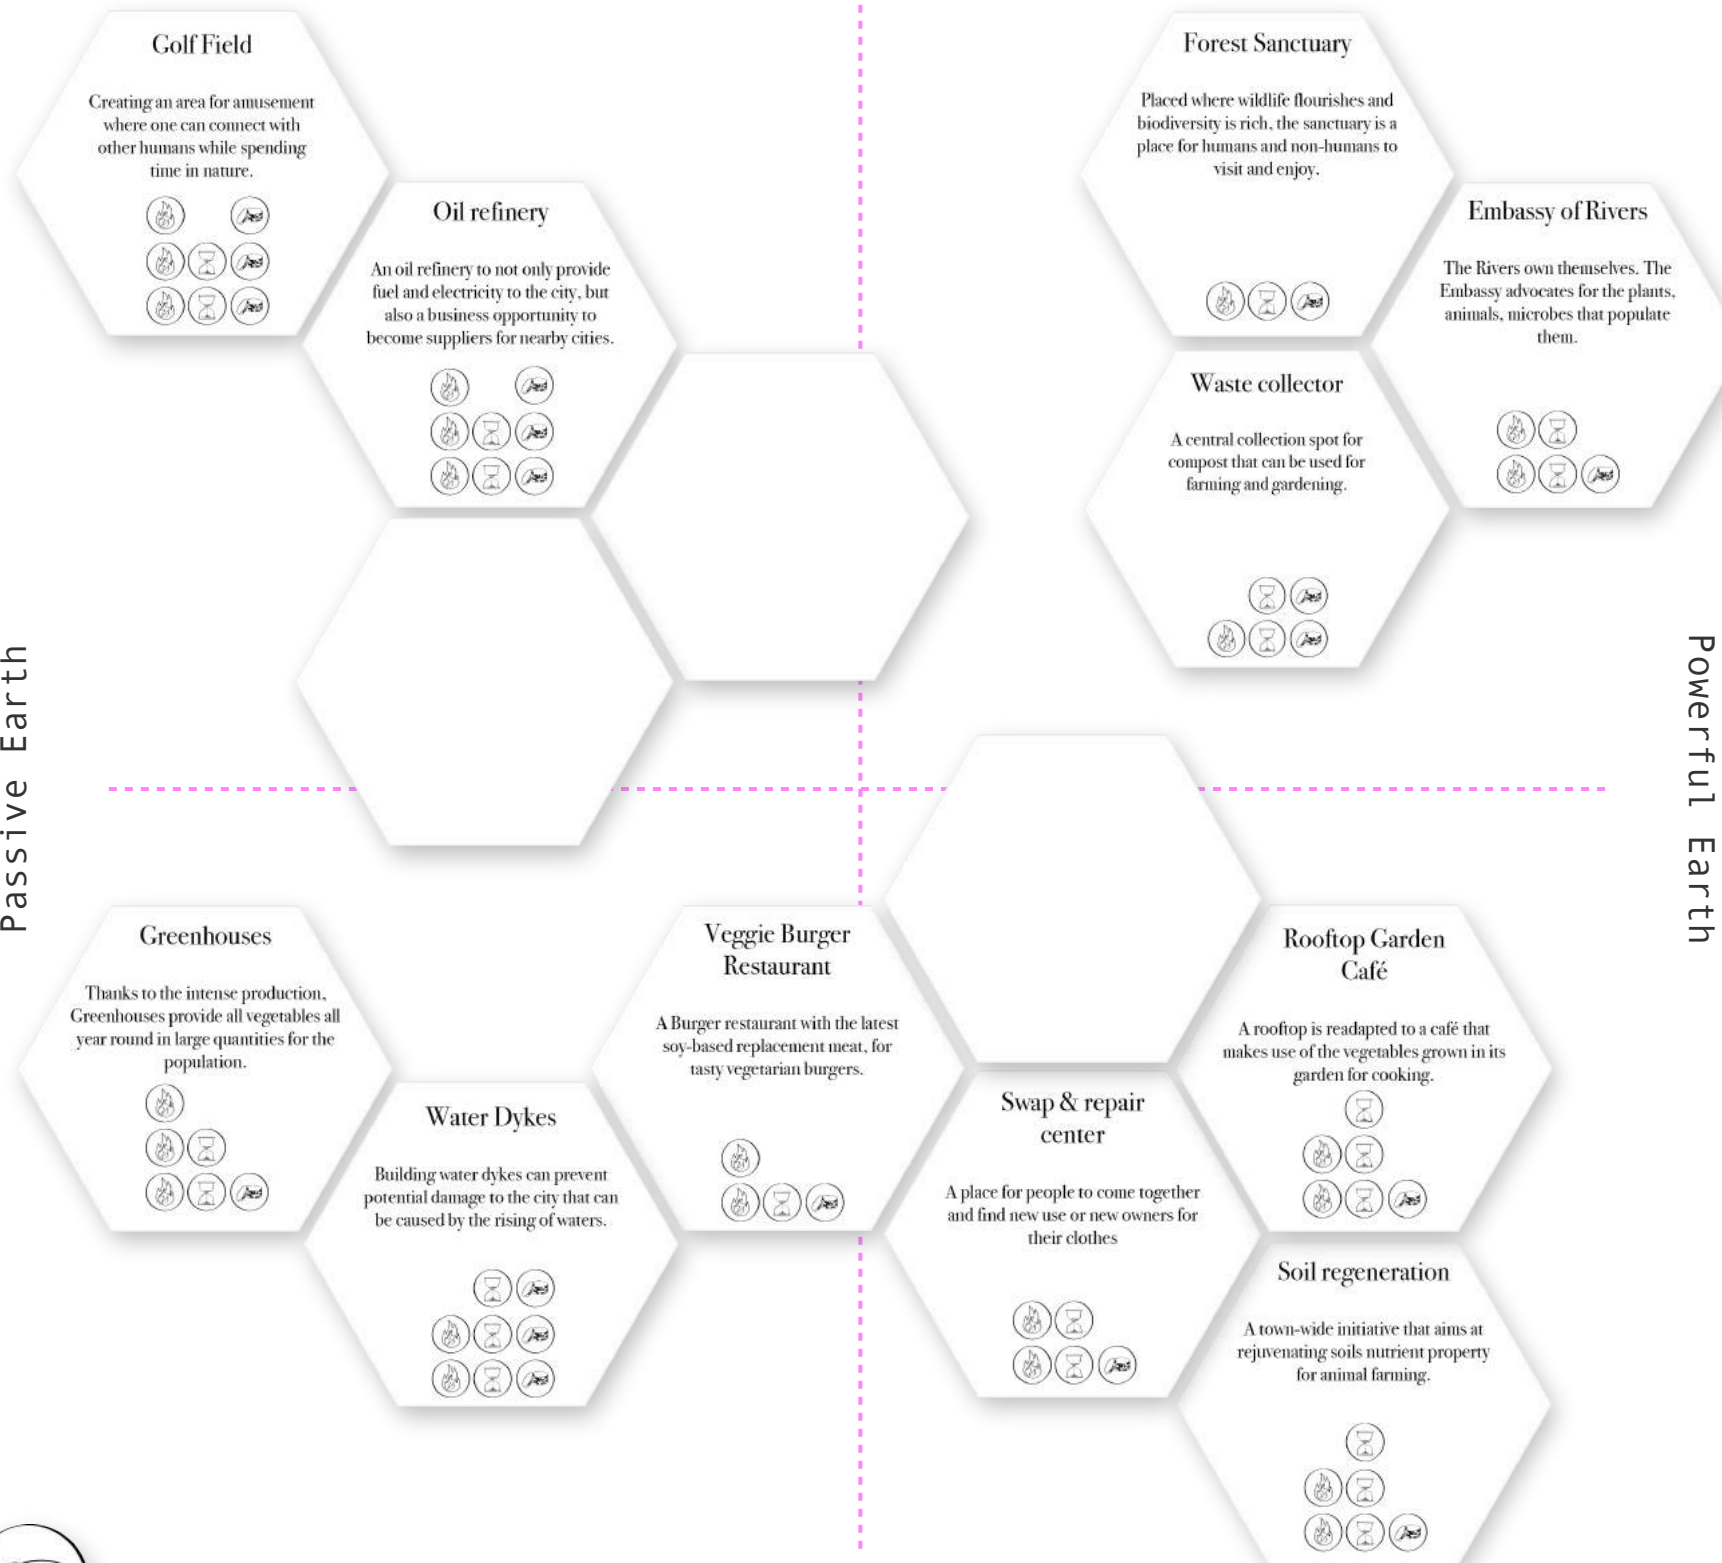 Golf Field
Creating an area for amusement
where one can connect with
other humans while spending
time in nature.
Oil refinery
An oil refinery to not only provide
fuel and electricity to the city, but
also a business opportunity to
become suppliers for nearby cities.
Forest Sanctuary
Placed where wildlife flourishes and
biodiversity is rich, the sanctuary is a
place for humans and non-humans to
visit and enjoy.
Embassy of Rivers
The Rivers own themselves. The
Embassy advocates for the plants,
animals, microbes that populate
them.
Waste collector
A central collection spot for
compost that can be used for
farming and gardening.
Passive Earth
Powerful Earth
Greenhouses
Thanks to the intense production,
Greenhouses provide all vegetables all
year round in large quantities for the
population.
Water Dykes
Building water dykes can prevent
potential damage to the city that can
be caused by the rising of waters.
Veggie Burger
Restaurant
A Burger restaurant with the latest
soy-based replacement meat, for
tasty vegetarian burgers.
Swap & repair
center
A place for people to come together
and find new use or new owners for
their clothes
Rooftop Garden
Café
A rooftop is readapted to a café that
makes use of the vegetables grown in its
garden for cooking.
Soil regeneration
A town-wide initiative that aims at
rejuvenating soils nutrient property
for animal farming.